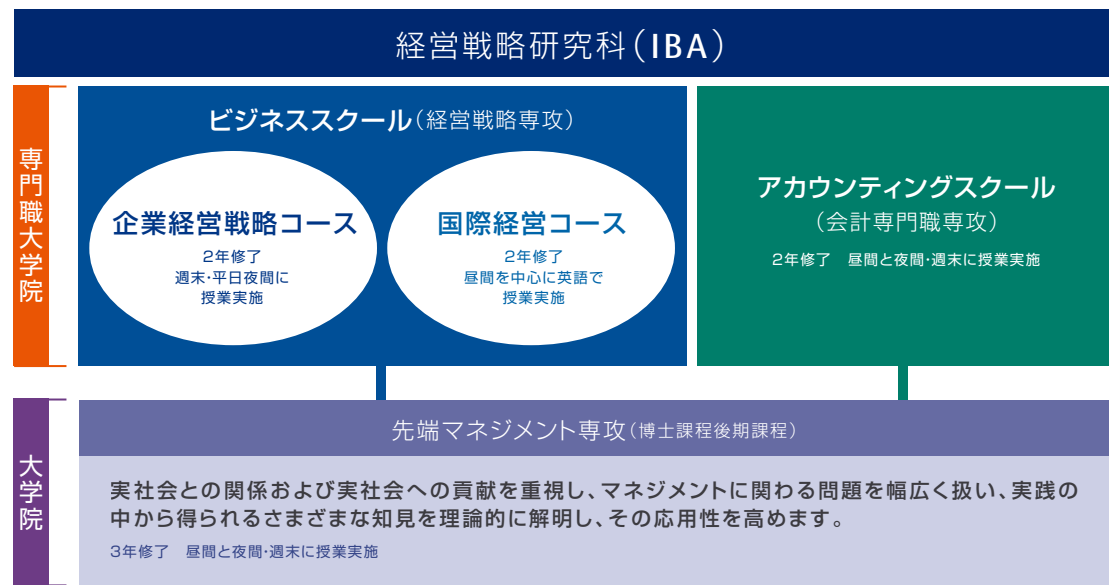 経営戦略研究科(IBA)
専門職大学院
ビジネススクール(経営戦略専攻)
企業経営戦略コース
2年修了
週末・平日夜間に
授業実施
国際経営コース
2年修了
昼間を中心に英語で
授業実施
アカウンティングスクール
(会計専門職専攻)
2年修了 昼間と夜間・週末に授業実施
大学院
先端マネジメント専攻(博士課程後期課程)
実社会との関係および実社会への貢献を重視し、マネジメントに関わる問題を幅広く扱い、実践の
中から得られるさまざまな知見を理論的に解明し、その応用性を高めます。
3年修了 昼間と夜間・週末に授業実施